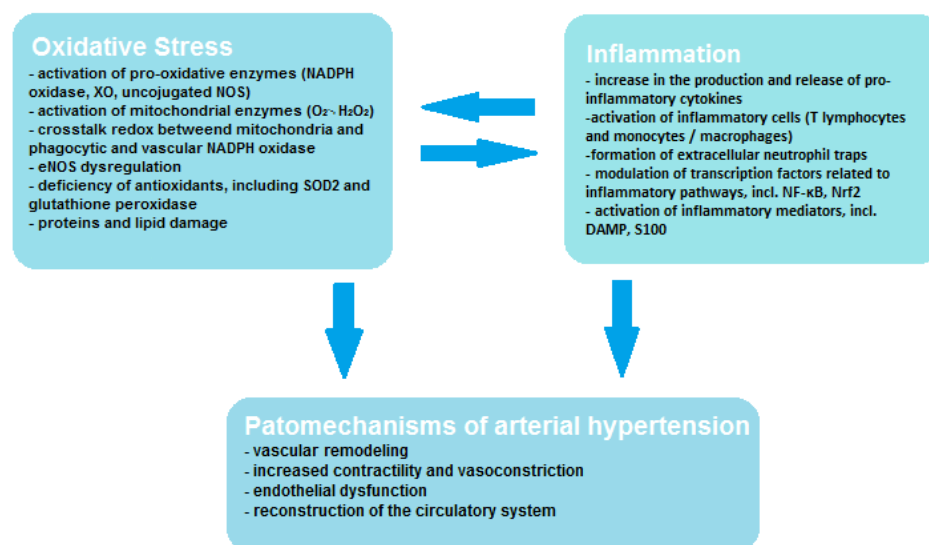 Oxidative Stress
- activation of pro-oxidative enzymes (NADPH
oxidase, XO, uncojugated NOS)
- activation of mitochondrial enzymes (O₂·- H₂O₂)
- crosstalk redox betweend mitochondria and
phagocytic and vascular NADPH oxidase
- eNOS dysregulation
- deficiency of antioxidants, including SOD2 and
glutathione peroxidase
- proteins and lipid damage
Inflammation
- increase in the production and release of pro-
inflammatory cytokines
-activation of inflammatory cells (T lymphocytes
and monocytes / macrophages)
-formation of extracellular neutrophil traps
- modulation of transcription factors related to
inflammatory pathways, incl. NF-κB, Nrf2
- activation of inflammatory mediators, incl.
DAMP, S100
Patomechanisms of arterial hypertension
- vascular remodeling
- increased contractility and vasoconstriction
- endothelial dysfunction
- reconstruction of the circulatory system